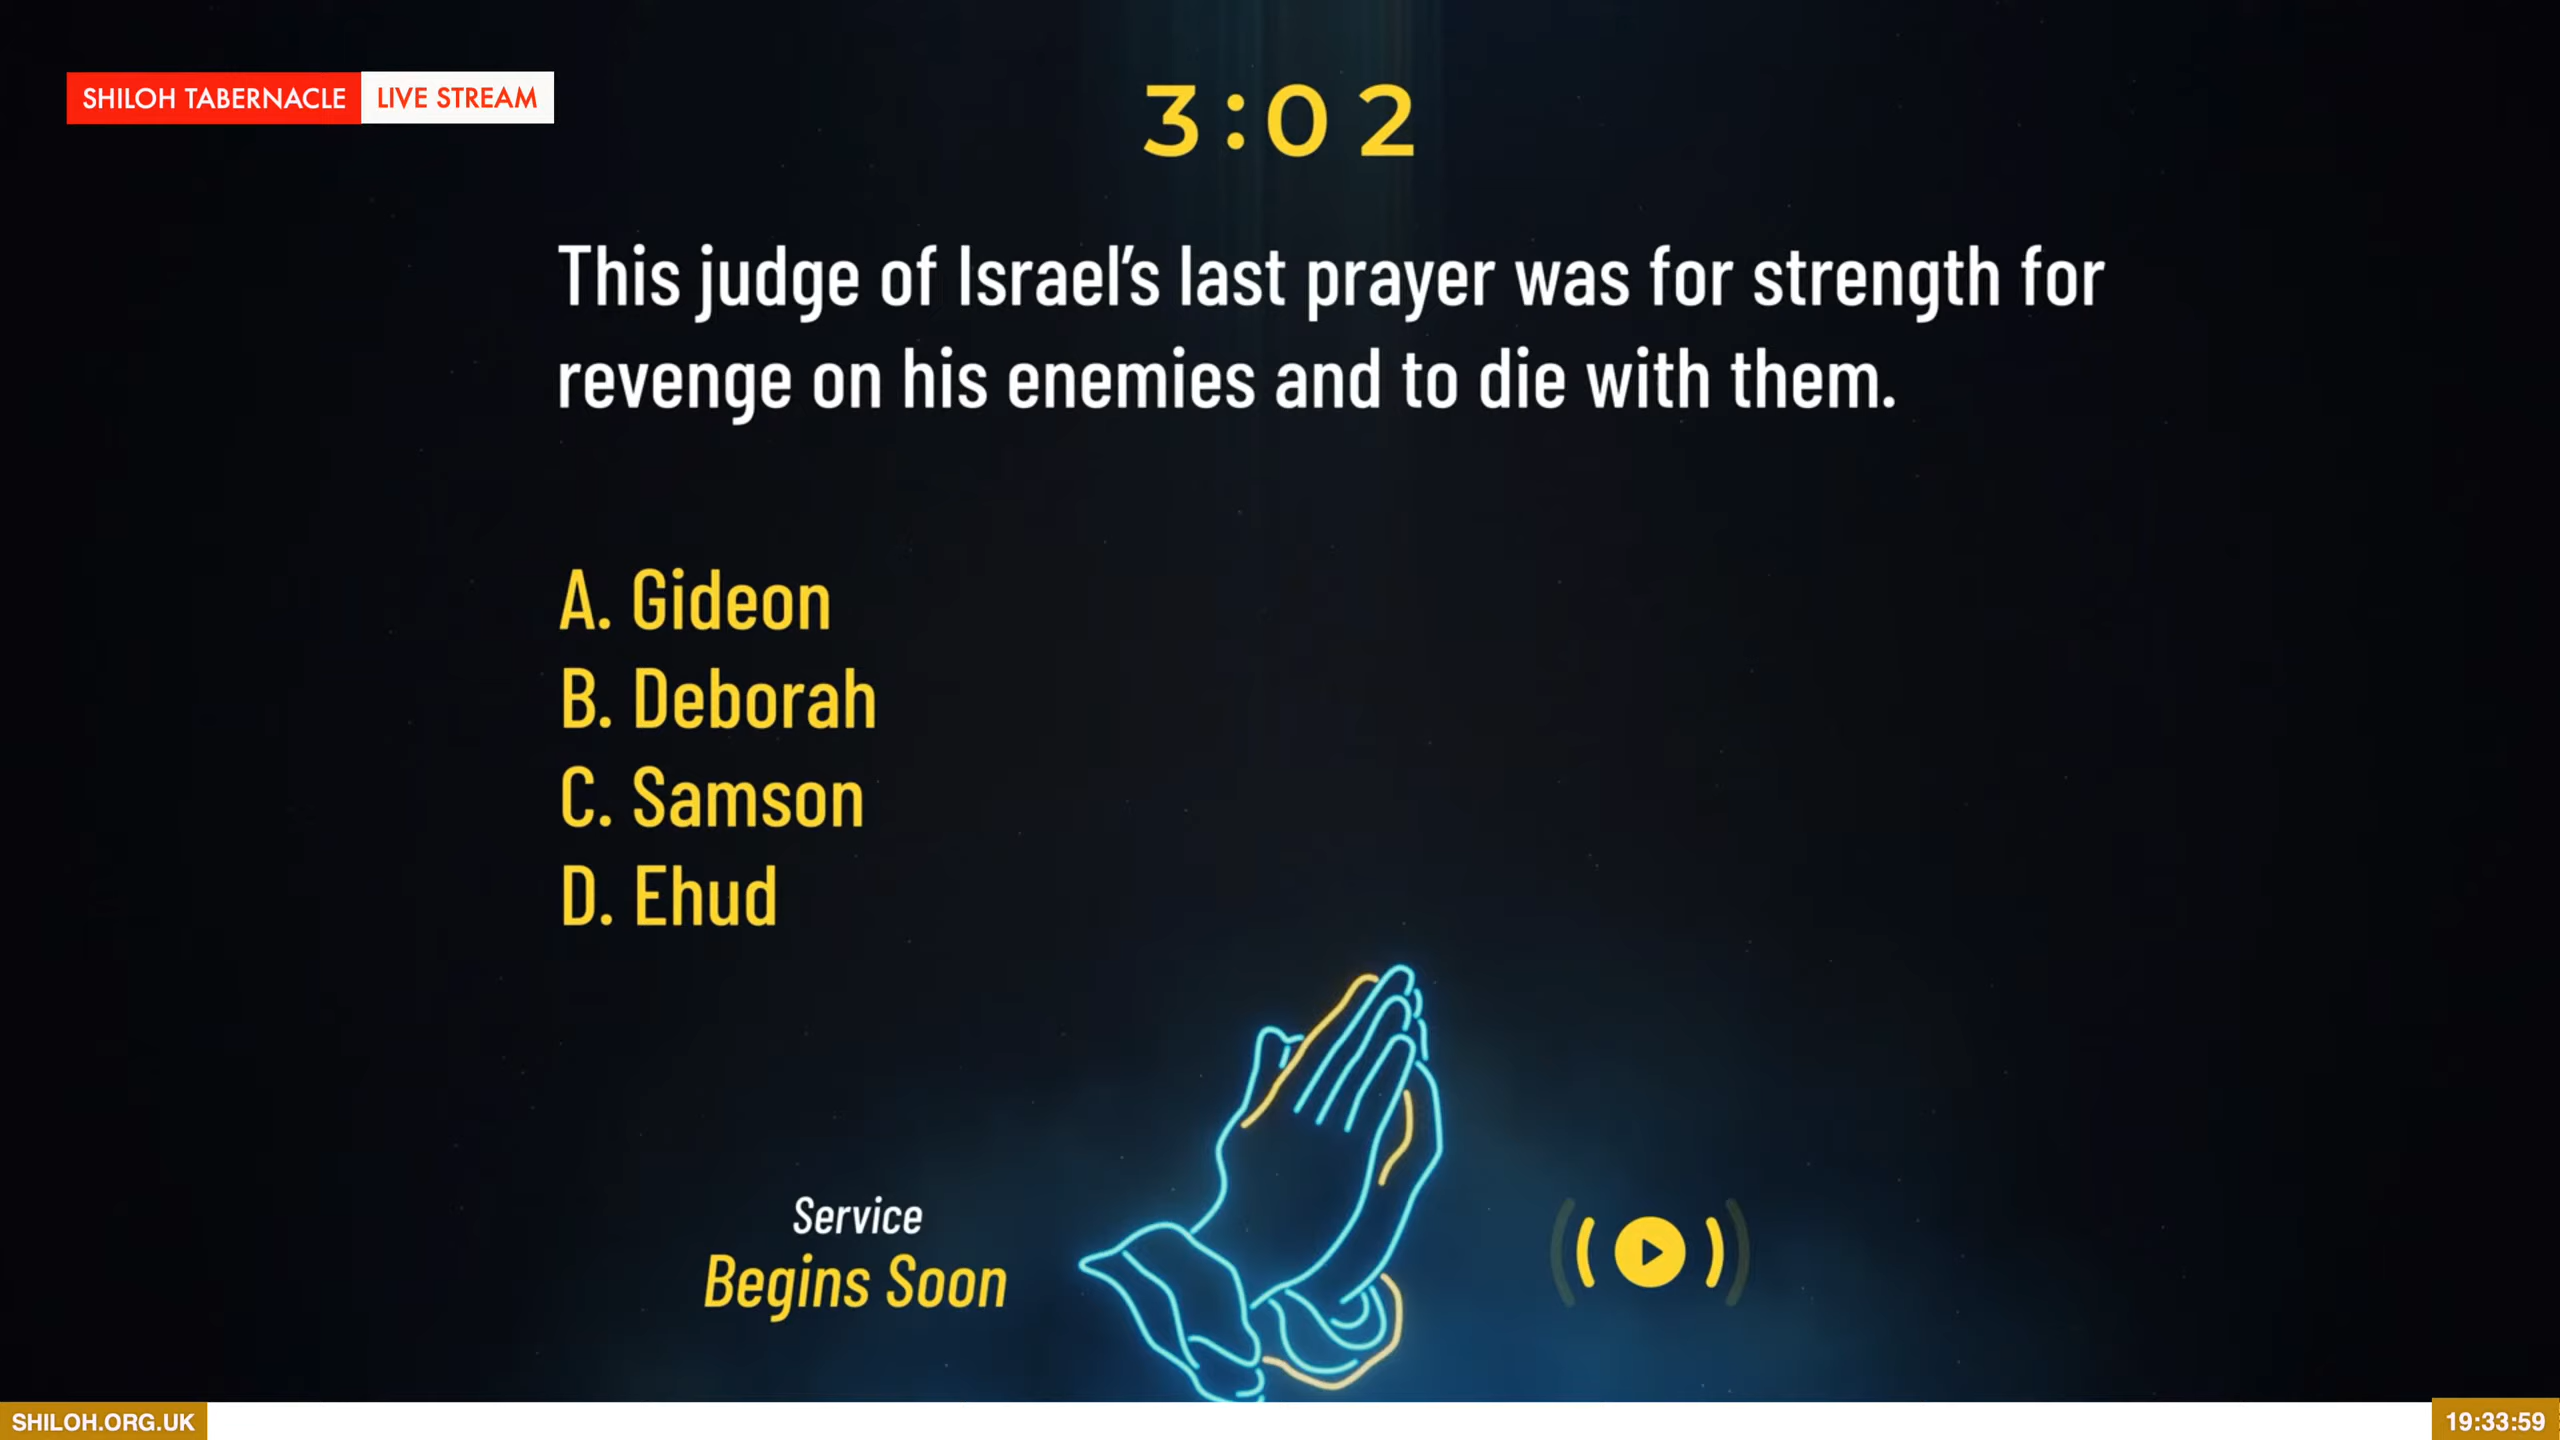 SHILOH TABERNACLE LIVE STREAM
3:02
This judge of Israel’s last prayer was for strength for
revenge on his enemies and to die with them.
A. Gideon
B. Deborah
C. Samson
D. Ehud
Service
Begins Soon
SHILOH.ORG.UK
19:33:59